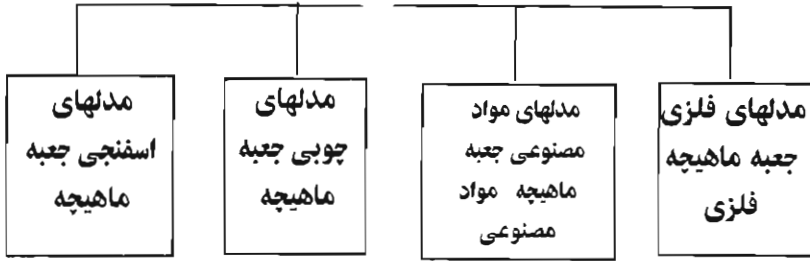 مدلهای فلزی
جعبه ماهیچه
فلزی
مدلهای مواد
مصنوعی جعبه
ماهیچه مواد
مصنوعی
مدلهای
چوبی جعبه
ماهیچه
مدلهای
اسفنجی جعبه
ماهیچه